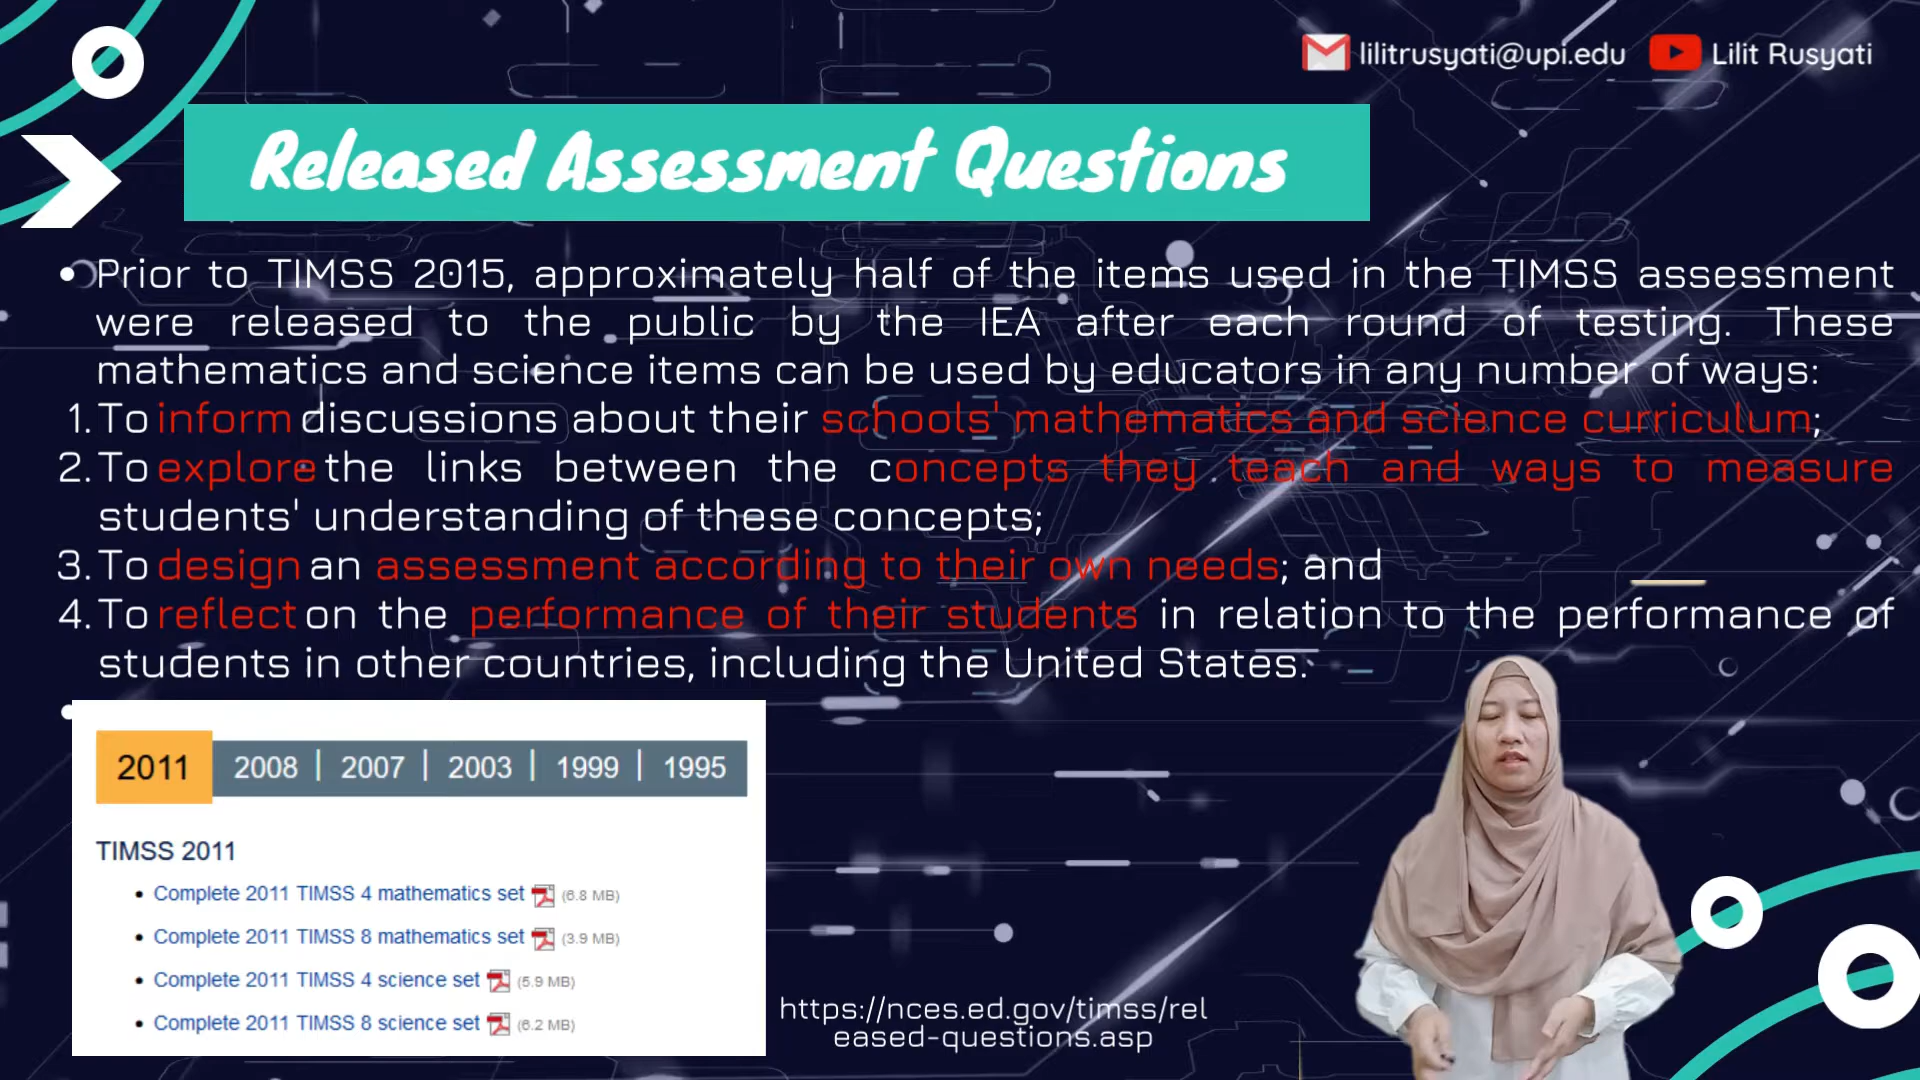 lilitrusyati@upi.edu Lilit Rusyati
Released Assessment Questions
Prior to TIMSS 2015, approximately half of the items used in the TIMSS assessment
were released to the public by the IEA after each round of testing. These
mathematics and science items can be used by educators in any number of ways:
1. To inform discussions about their schools' mathematics and science curriculum;
2. To explore the links between the concepts they teach and ways to measure
students' understanding of these concepts;
3. To design an assessment according to their own needs; and
4. To reflect on the performance of their students in relation to the performance of
students in other countries, including the United States.
2011 2008 | 2007 | 2003 | 1999 | 1995
TIMSS 2011
• Complete 2011 TIMSS 4 mathematics set (6.8 MB)
• Complete 2011 TIMSS 8 mathematics set (3.9 MB)
• Complete 2011 TIMSS 4 science set (5.9 MB)
• Complete 2011 TIMSS 8 science set (6.2 MB)
https://nces.ed.gov/timss/rel
eased-questions.asp